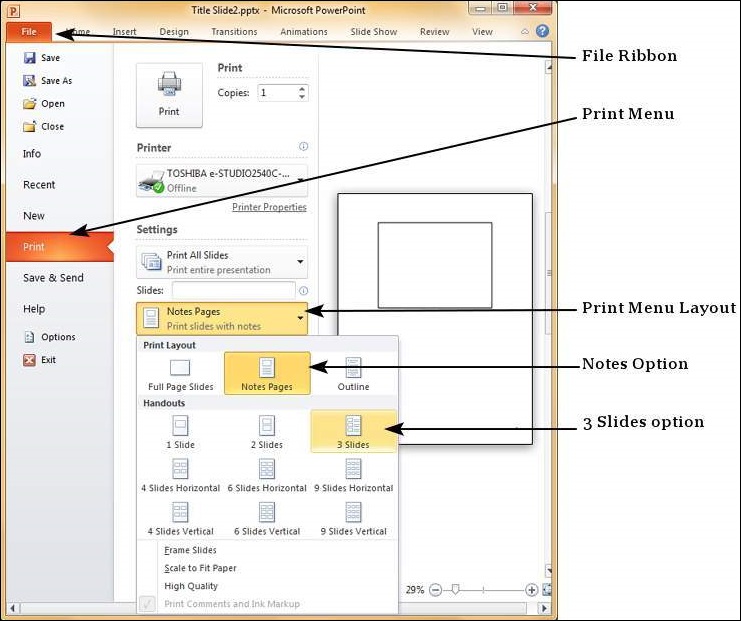 Title Slide2.pptx - Microsoft PowerPoint
File Home Insert Design Transitions Animations Slide Show Review View
File Ribbon
Save
Save As
Open
Close
Info
Recent
New
Print
Save & Send
Help
Options
Exit
Print
Print
Copies: 1
Printer
TOSHIBA e-STUDIO2540C-...
Offline
Printer Properties
Settings
Print All Slides
Print entire presentation
Slides:
Notes Pages
Print slides with notes
Print Layout
Full Page Slides Notes Pages Outline
Handouts
1 Slide 2 Slides 3 Slides
4 Slides Horizontal 6 Slides Horizontal 9 Slides Horizontal
4 Slides Vertical 6 Slides Vertical 9 Slides Vertical
Frame Slides
Scale to Fit Paper
High Quality
Print Comments and Ink Markup
29%
Print Menu
Print Menu Layout
Notes Option
3 Slides option